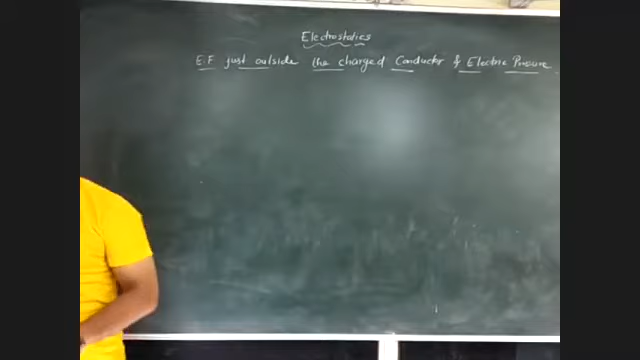 Electrostatics
E.F just outside the charged Conductor & Electric Pressure